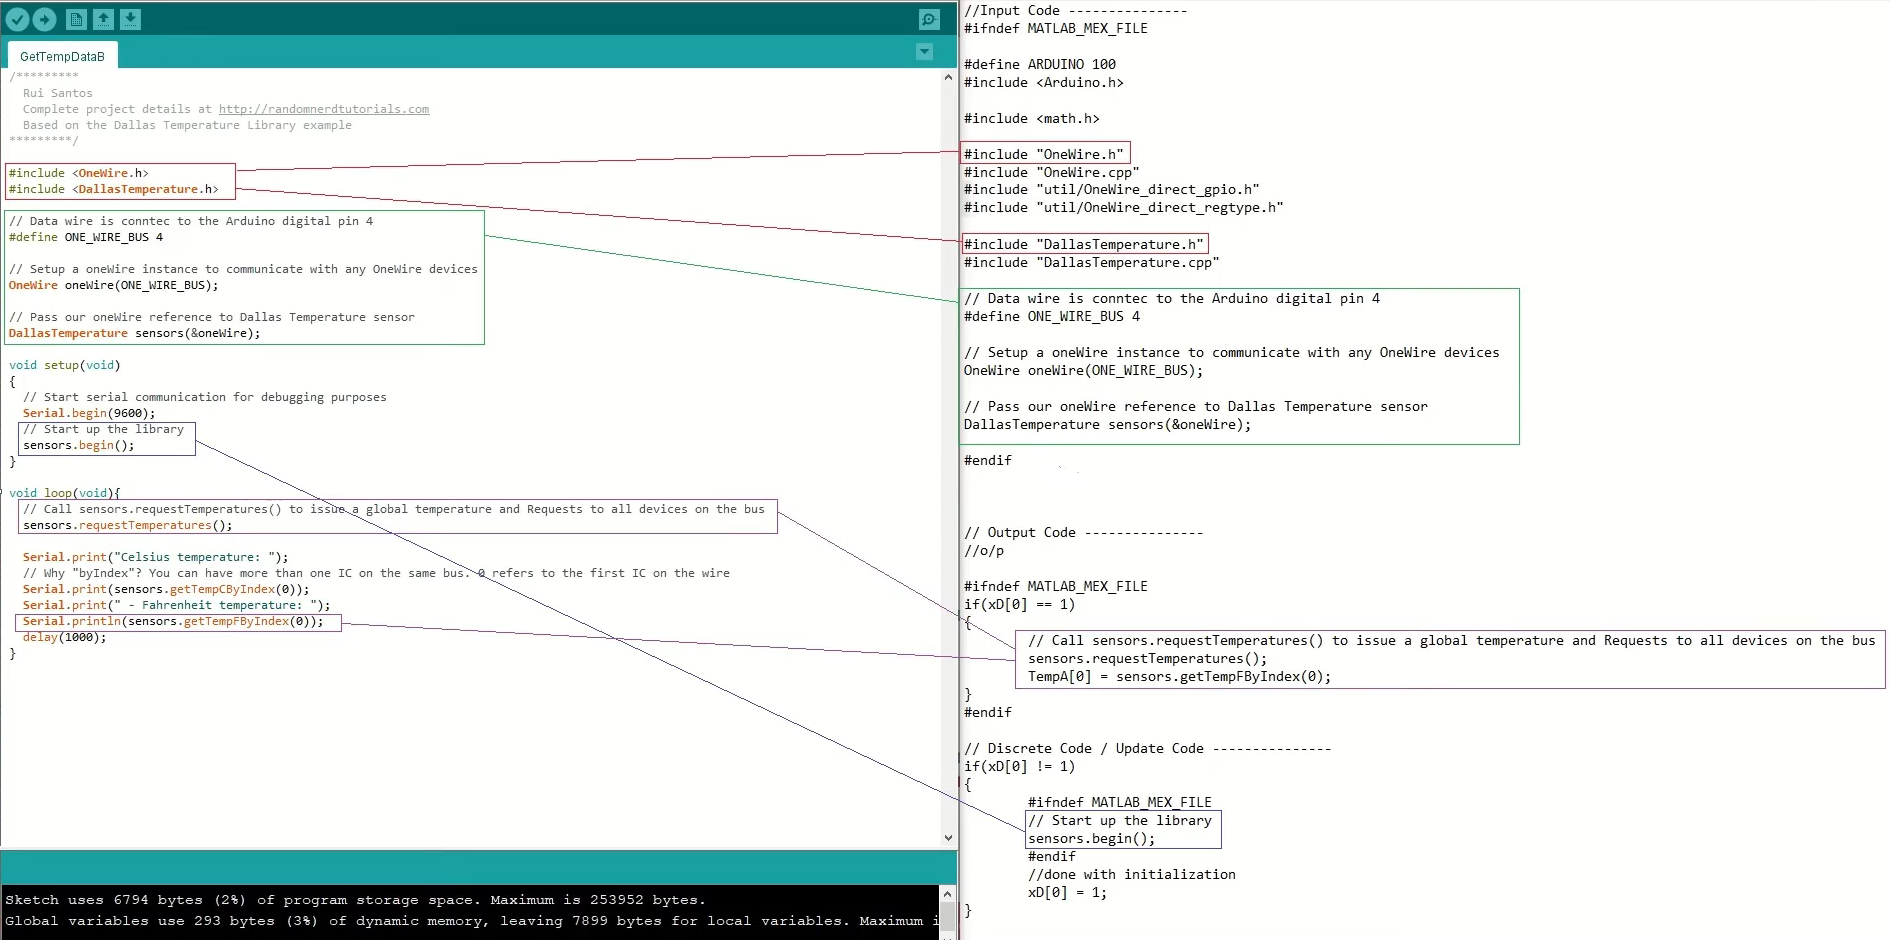 GetTempDataB
/*********
  Rui Santos
  Complete project details at http://randomnerdtutorials.com
  Based on the Dallas Temperature Library example
*********/
#include <OneWire.h>
#include <DallasTemperature.h>
// Data wire is conntec to the Arduino digital pin 4
#define ONE_WIRE_BUS 4
// Setup a oneWire instance to communicate with any OneWire devices
OneWire oneWire(ONE_WIRE_BUS);
// Pass our oneWire reference to Dallas Temperature sensor
DallasTemperature sensors(&oneWire);
void setup(void)
{
  // Start serial communication for debugging purposes
  Serial.begin(9600);
  // Start up the library
  sensors.begin();
}
void loop(void){
  // Call sensors.requestTemperatures() to issue a global temperature and Requests to all devices on the bus
  sensors.requestTemperatures();
  Serial.print("Celsius temperature: ");
  // Why "byIndex"? You can have more than one IC on the same bus. 0 refers to the first IC on the wire
  Serial.print(sensors.getTempCByIndex(0));
  Serial.print(" - Fahrenheit temperature: ");
  Serial.println(sensors.getTempFByIndex(0));
  delay(1000);
}
Sketch uses 6794 bytes (2%) of program storage space. Maximum is 253952 bytes.
Global variables use 293 bytes (3%) of dynamic memory, leaving 7899 bytes for local variables. Maximum i
//Input Code ---------------
#ifndef MATLAB_MEX_FILE
#define ARDUINO 100
#include <Arduino.h>
#include <math.h>
#include "OneWire.h"
#include "OneWire.cpp"
#include "util/OneWire_direct_gpio.h"
#include "util/OneWire_direct_regtype.h"
#include "DallasTemperature.h"
#include "DallasTemperature.cpp"
// Data wire is conntec to the Arduino digital pin 4
#define ONE_WIRE_BUS 4
// Setup a oneWire instance to communicate with any OneWire devices
OneWire oneWire(ONE_WIRE_BUS);
// Pass our oneWire reference to Dallas Temperature sensor
DallasTemperature sensors(&oneWire);
#endif
// Output Code ---------------
//o/p
#ifndef MATLAB_MEX_FILE
if(xD[0] == 1)
{
        // Call sensors.requestTemperatures() to issue a global temperature and Requests to all devices on the bus
        sensors.requestTemperatures();
        TempA[0] = sensors.getTempFByIndex(0);
}
#endif
// Discrete Code / Update Code ---------------
if(xD[0] != 1)
{
        #ifndef MATLAB_MEX_FILE
        // Start up the library
        sensors.begin();
        #endif
        //done with initialization
        xD[0] = 1;
}